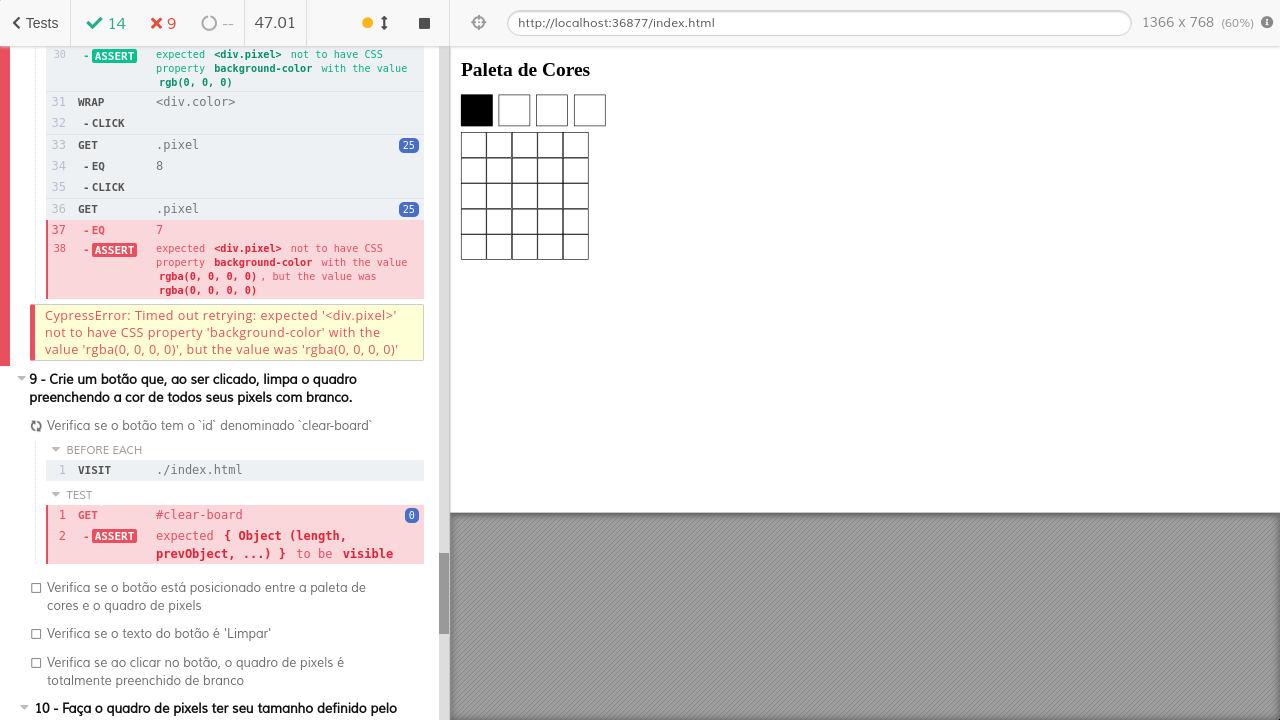 Tests 14 9 -- 47.01 http://localhost:36877/index.html 1366 x 768 (60%)
30 - ASSERT expected <div.pixel> not to have CSS
property background-color with the value
rgb(0, 0, 0)
31 WRAP <div.color>
32 - CLICK
33 GET .pixel 25
34 - EQ 8
35 - CLICK
36 GET .pixel 25
37 - EQ 7
38 - ASSERT expected <div.pixel> not to have CSS
property background-color with the value
rgba(0, 0, 0, 0) , but the value was
rgba(0, 0, 0, 0)
CypressError: Timed out retrying: expected '<div.pixel>'
not to have CSS property 'background-color' with the
value 'rgba(0, 0, 0, 0)', but the value was 'rgba(0, 0, 0, 0)'
9 - Crie um botão que, ao ser clicado, limpa o quadro
preenchendo a cor de todos seus pixels com branco.
Verifica se o botão tem o `id` denominado `clear-board`
BEFORE EACH
1 VISIT ./index.html
TEST
1 GET #clear-board 0
2 - ASSERT expected { Object (length,
prevObject, ...) } to be visible
Verifica se o botão está posicionado entre a paleta de
cores e o quadro de pixels
Verifica se o texto do botão é 'Limpar'
Verifica se ao clicar no botão, o quadro de pixels é
totalmente preenchido de branco
10 - Faça o quadro de pixels ter seu tamanho definido pelo
Paleta de Cores